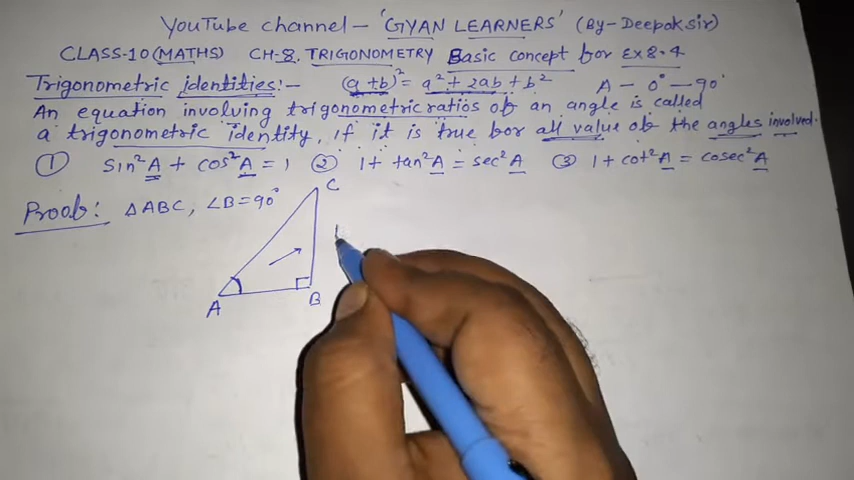 YouTube channel - 'GYAN LEARNERS' (By-Deepak sir)
CLASS-10 (MATHS) CH-8. TRIGONOMETRY Basic concept for Ex 8.4
Trigonometric identities:- (a+b)² = a² + 2ab + b² A - 0° - 90°
An equation involving trigonometric ratios of an angle is called
a trigonometric identity, if it is true for all value of the angles involved.
① sin²A + cos²A = 1 ② 1 + tan²A = sec²A ③ 1 + cot²A = cosec²A
Proof: △ABC, ∠B=90°
C
A
B